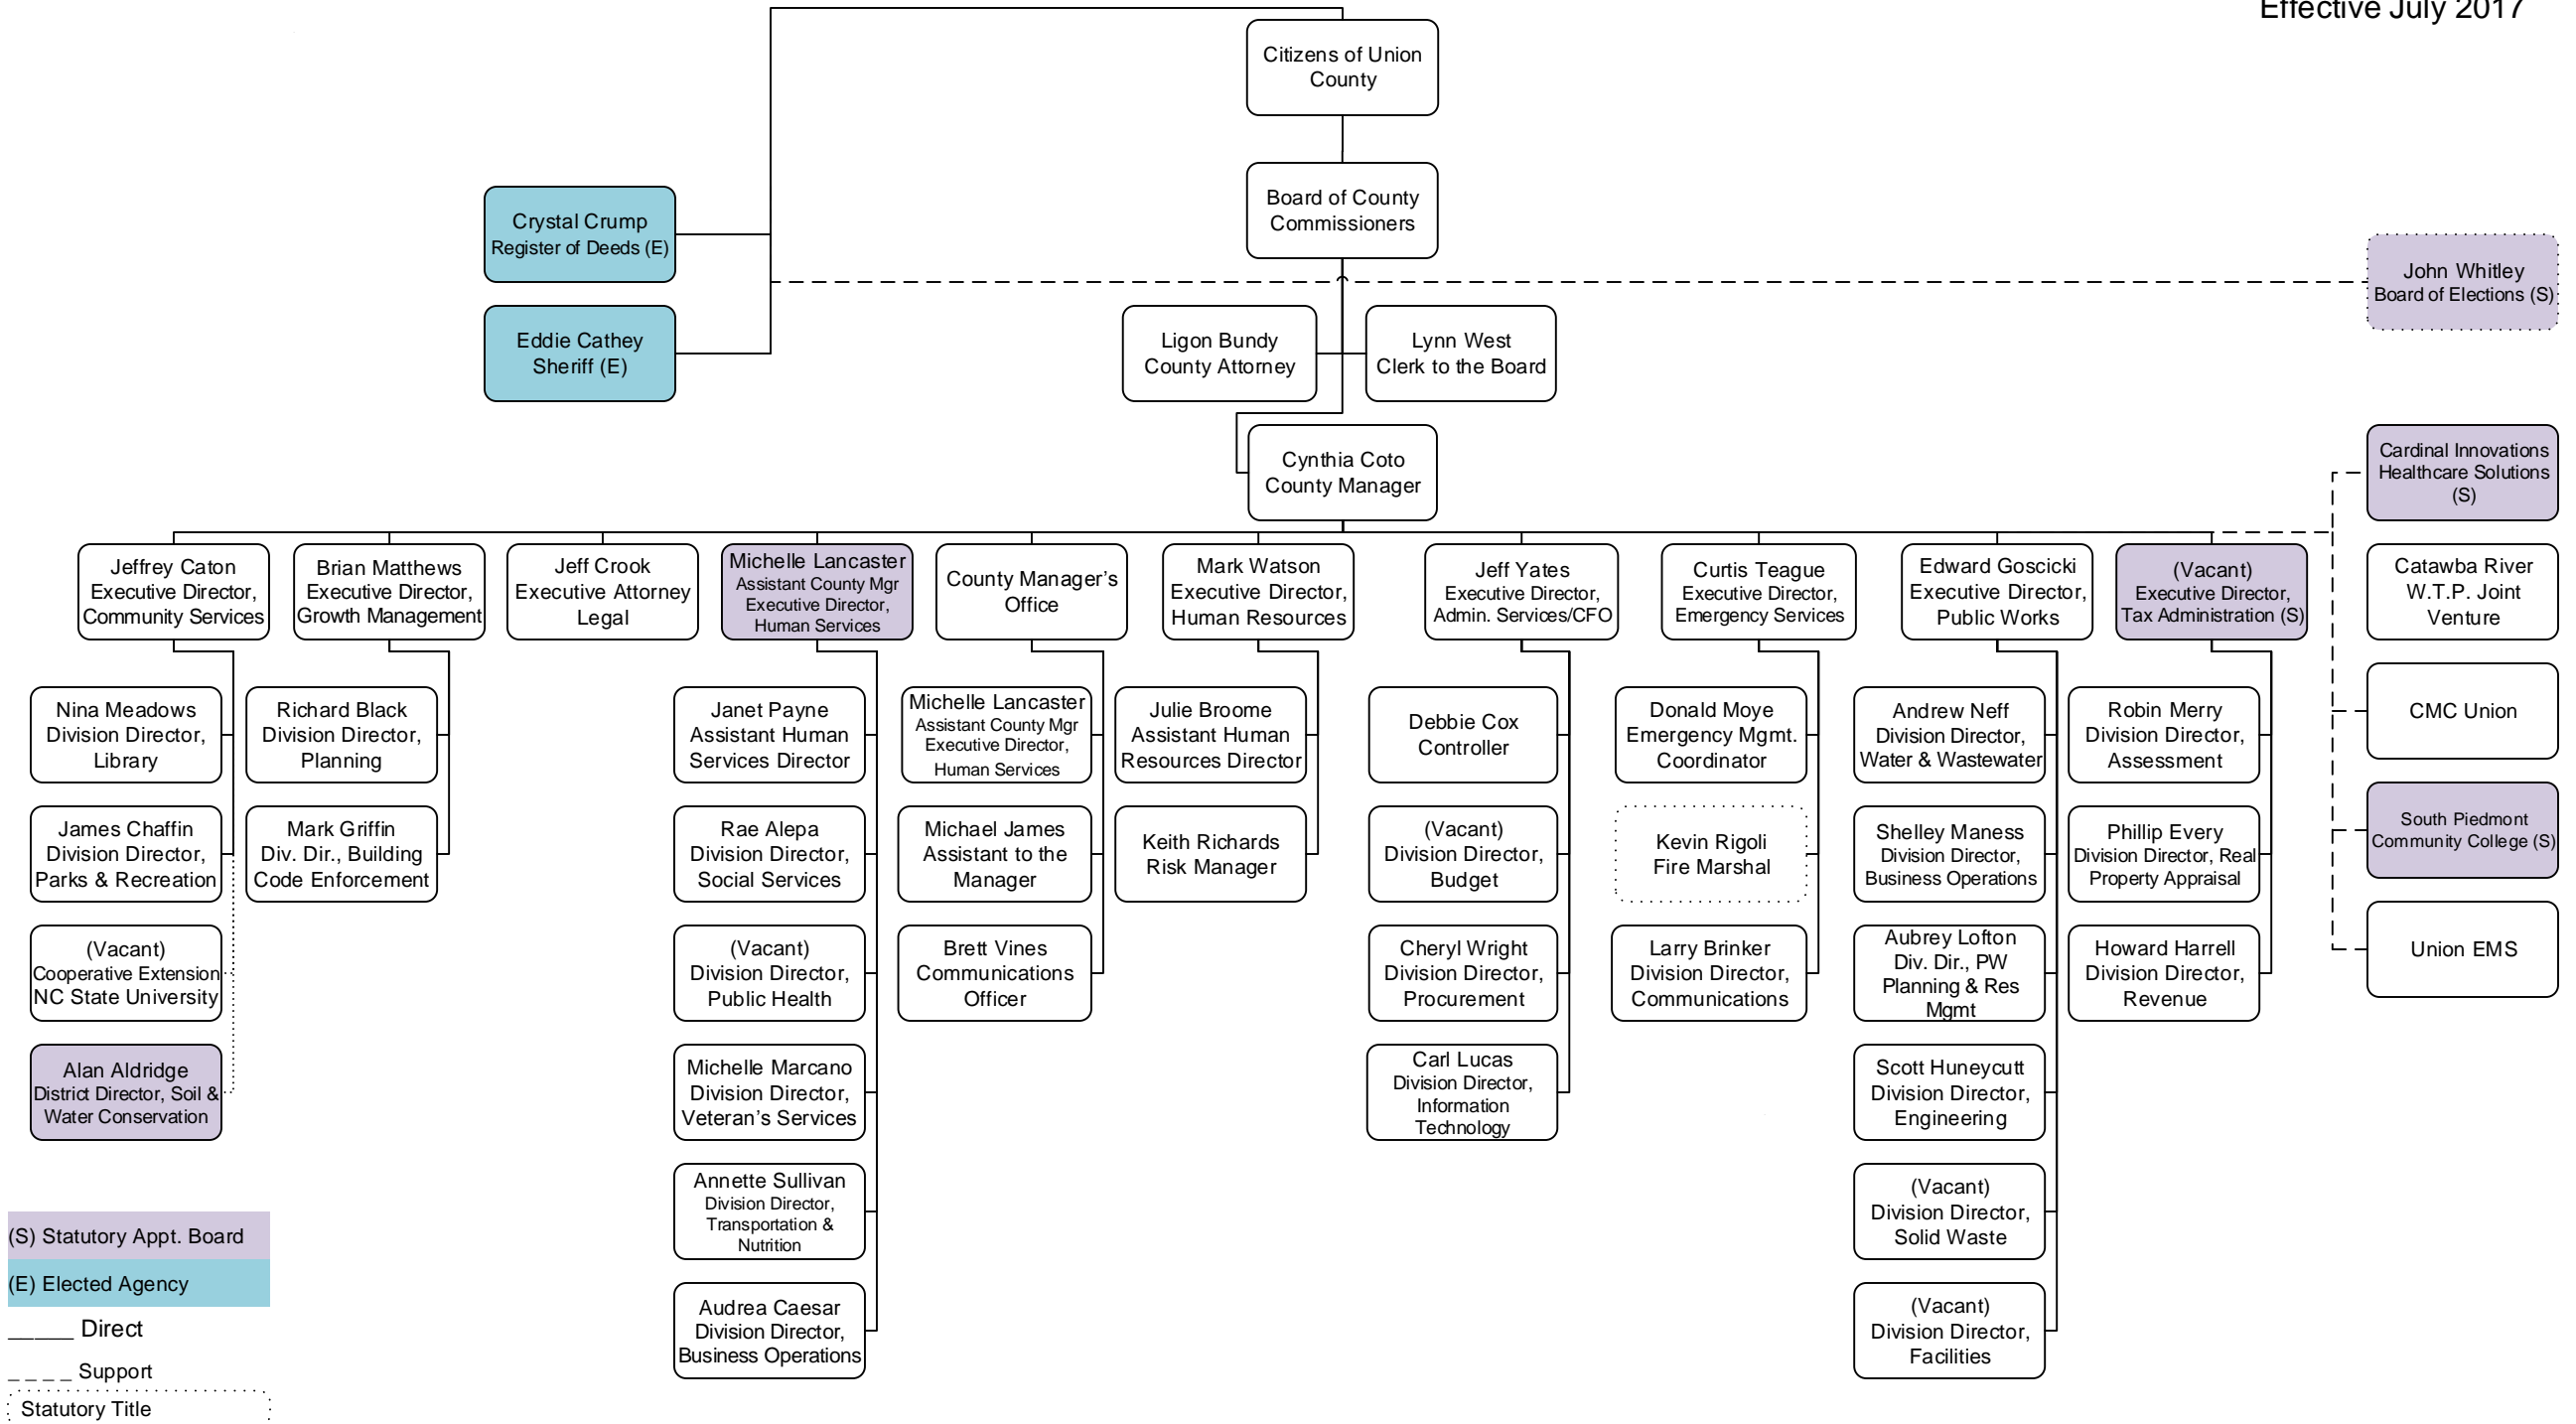 Effective July 2017
Citizens of Union
County
Board of County
Commissioners
Crystal Crump
Register of Deeds (E)
John Whitley
Board of Elections (S)
Eddie Cathey
Sheriff (E)
Ligon Bundy
County Attorney
Lynn West
Clerk to the Board
Cynthia Coto
County Manager
Cardinal Innovations
Healthcare Solutions
(S)
Jeffrey Caton
Executive Director,
Community Services
Brian Matthews
Executive Director,
Growth Management
Jeff Crook
Executive Attorney
Legal
Michelle Lancaster
Assistant County Mgr
Executive Director,
Human Services
County Manager's
Office
Mark Watson
Executive Director,
Human Resources
Jeff Yates
Executive Director,
Admin. Services/CFO
Curtis Teague
Executive Director,
Emergency Services
Edward Goscicki
Executive Director,
Public Works
(Vacant)
Executive Director,
Tax Administration (S)
Catawba River
W.T.P. Joint
Venture
Nina Meadows
Division Director,
Library
Richard Black
Division Director,
Planning
Janet Payne
Assistant Human
Services Director
Michelle Lancaster
Assistant County Mgr
Executive Director,
Human Services
Julie Broome
Assistant Human
Resources Director
Debbie Cox
Controller
Donald Moye
Emergency Mgmt.
Coordinator
Andrew Neff
Division Director,
Water & Wastewater
Robin Merry
Division Director,
Assessment
CMC Union
James Chaffin
Division Director,
Parks & Recreation
Mark Griffin
Div. Dir., Building
Code Enforcement
Rae Alepa
Division Director,
Social Services
Michael James
Assistant to the
Manager
Keith Richards
Risk Manager
(Vacant)
Division Director,
Budget
Kevin Rigoli
Fire Marshal
Shelley Maness
Division Director,
Business Operations
Phillip Every
Division Director, Real
Property Appraisal
South Piedmont
Community College (S)
(Vacant)
Cooperative Extension
NC State University
(Vacant)
Division Director,
Public Health
Brett Vines
Communications
Officer
Cheryl Wright
Division Director,
Procurement
Larry Brinker
Division Director,
Communications
Aubrey Lofton
Div. Dir., PW
Planning & Res
Mgmt
Howard Harrell
Division Director,
Revenue
Union EMS
Alan Aldridge
District Director, Soil &
Water Conservation
Michelle Marcano
Division Director,
Veteran's Services
Carl Lucas
Division Director,
Information
Technology
Scott Huneycutt
Division Director,
Engineering
Annette Sullivan
Division Director,
Transportation &
Nutrition
(Vacant)
Division Director,
Solid Waste
Audrea Caesar
Division Director,
Business Operations
(Vacant)
Division Director,
Facilities
(S) Statutory Appt. Board
(E) Elected Agency
_____ Direct
_ _ _ _ Support
Statutory Title